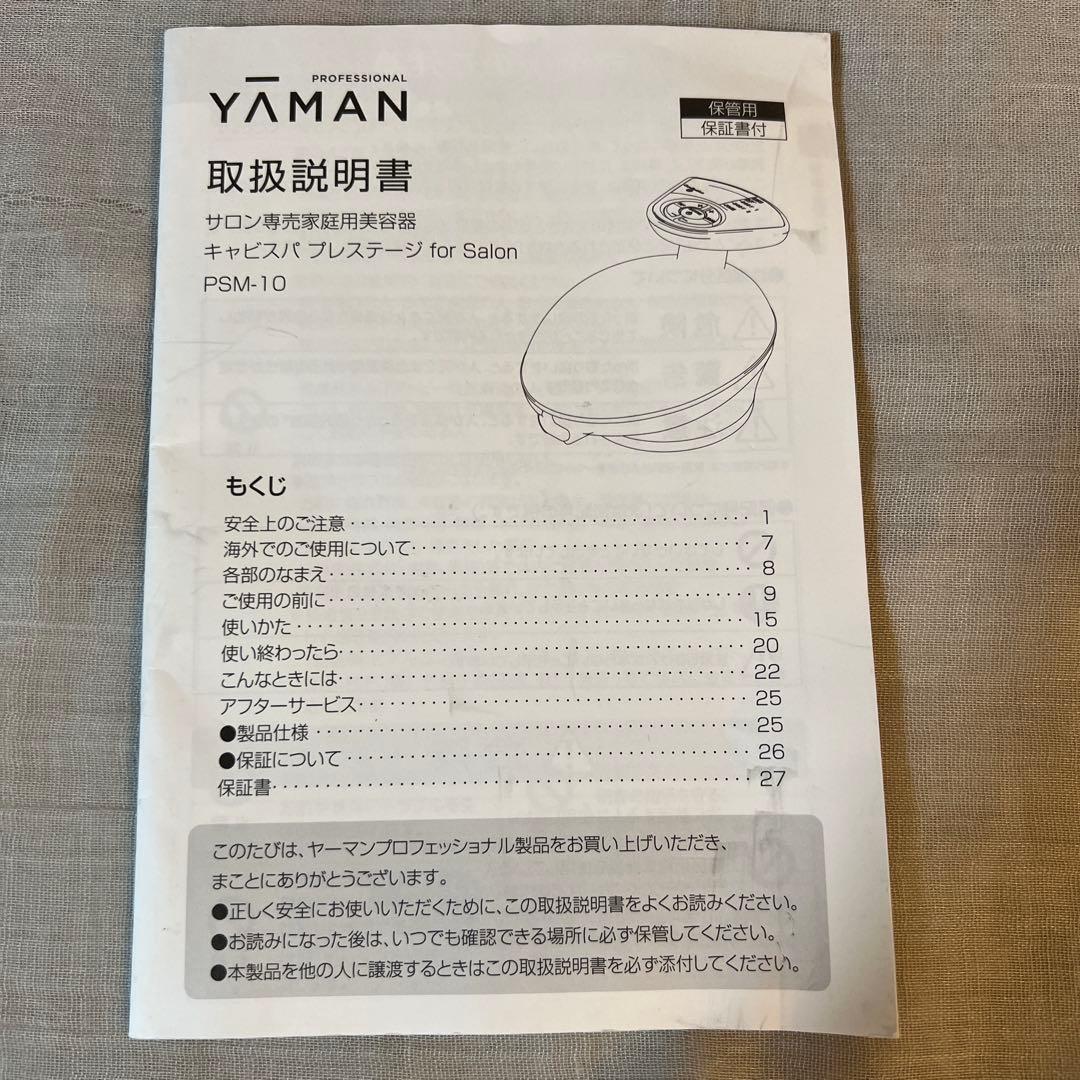 PROFESSIONAL
YĀMAN
保管用
保証書付
取扱説明書
サロン専売家庭用美容器
キャビスパ プレステージ for Salon
PSM-10
もくじ
安全上のご注意 1
海外でのご使用について 7
各部のなまえ 8
ご使用の前に 9
使いかた 15
使い終わったら 20
こんなときには 22
アフターサービス 25
●製品仕様 25
●保証について 26
保証書 27
このたびは、ヤーマンプロフェッショナル製品をお買い上げいただき、
まことにありがとうございます。
●正しく安全にお使いいただくために、この取扱説明書をよくお読みください。
●お読みになった後は、いつでも確認できる場所に必ず保管してください。
●本製品を他の人に譲渡するときはこの取扱説明書を必ず添付してください。